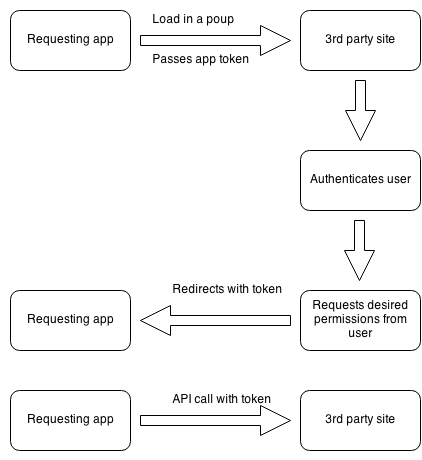 Load in a poup
Requesting app
3rd party site
Passes app token
Authenticates user
Redirects with token
Requesting app
Requests desired
permissions from
user
API call with token
Requesting app
3rd party site